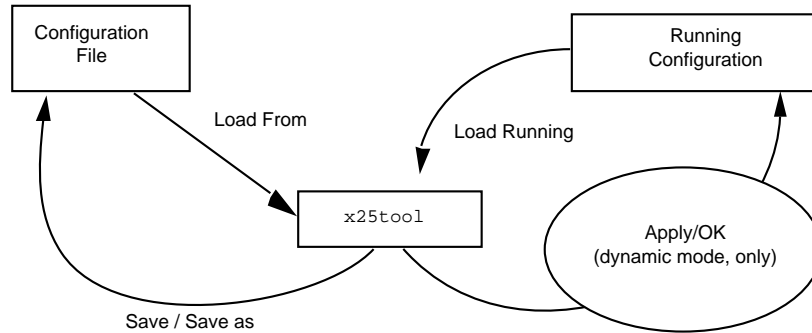 Configuration
File
Running
Configuration
Load From
Load Running
x25tool
Apply/OK
(dynamic mode, only)
Save / Save as